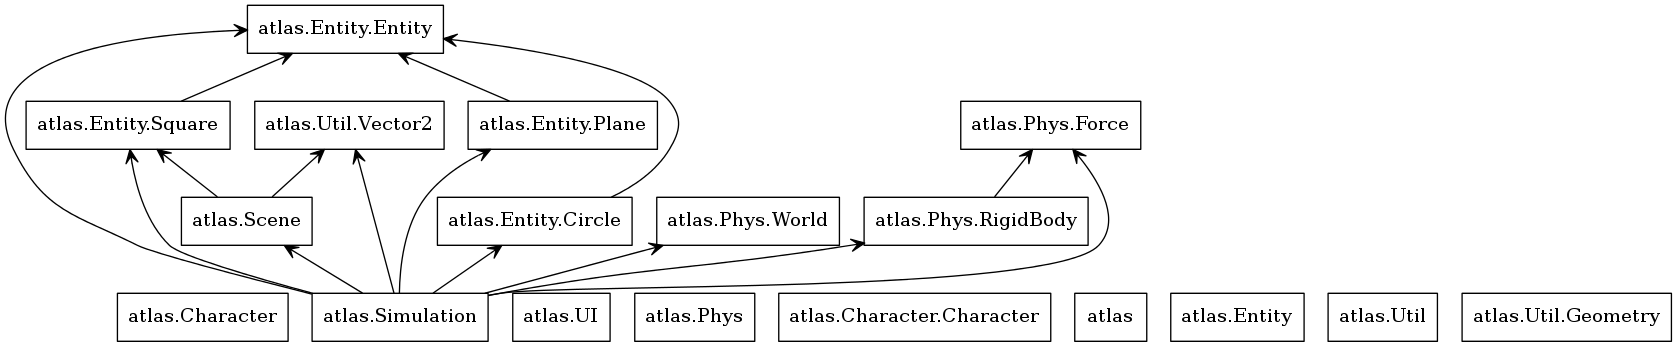 atlas.Entity.Entity
atlas.Entity.Square
atlas.Util.Vector2
atlas.Entity.Plane
atlas.Phys.Force
atlas.Scene
atlas.Entity.Circle
atlas.Phys.World
atlas.Phys.RigidBody
atlas.Character
atlas.Simulation
atlas.UI
atlas.Phys
atlas.Character.Character
atlas
atlas.Entity
atlas.Util
atlas.Util.Geometry